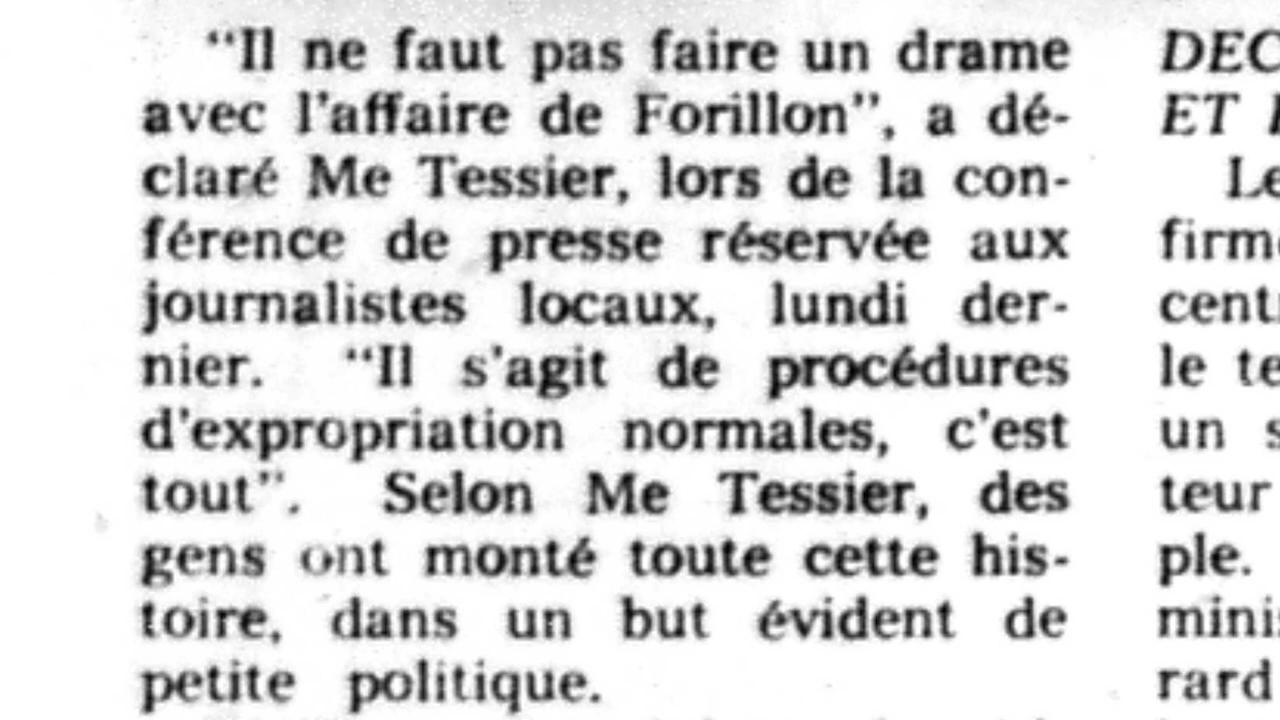 “Il ne faut pas faire un drame
avec l'affaire de Forillon”, a dé-
claré Me Tessier, lors de la con-
férence de presse réservée aux
journalistes locaux, lundi der-
nier. “Il s'agit de procédures
d'expropriation normales, c'est
tout”. Selon Me Tessier, des
gens ont monté toute cette his-
toire, dans un but évident de
petite politique.
DEC
ET
Le
firm
cent
le te
un s
teur
ple.
minis
rard